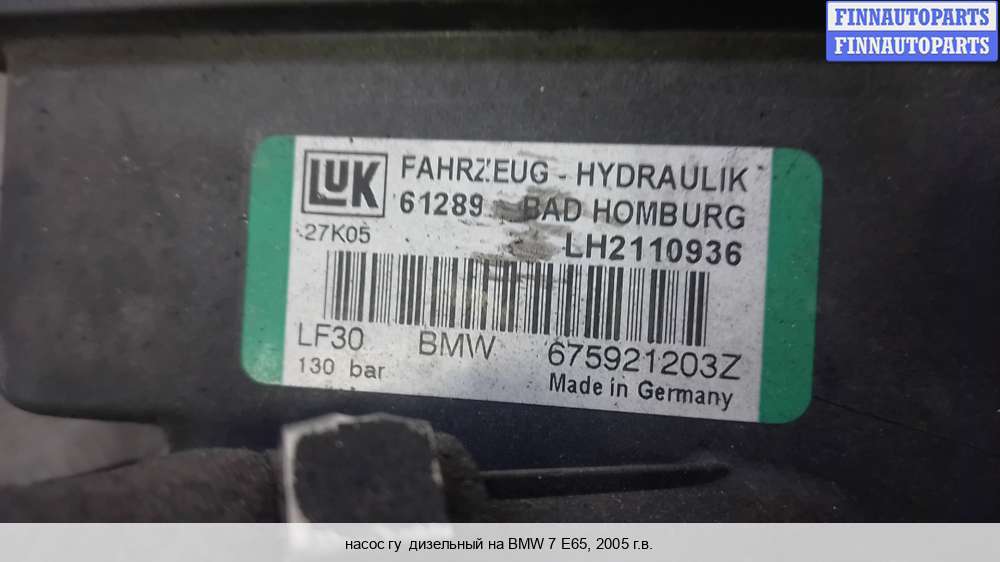 FINNAUTOPARTS
FINNAUTOPARTS
LUK
FAHRZEUG - HYDRAULIK
61289 BAD HOMBURG
27K05
LH2110936
LF30 BMW 675921203Z
130 bar
Made in Germany
насос гу дизельный на BMW 7 E65, 2005 г.в.